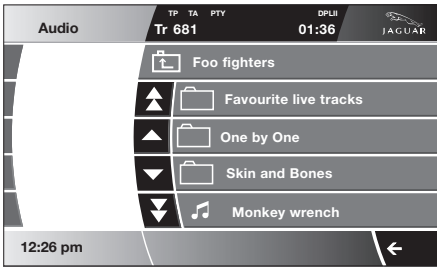 TP TA PTY DPLII
Audio Tr 681 01:36 JAGUAR
Foo fighters
Favourite live tracks
One by One
Skin and Bones
Monkey wrench
12:26 pm